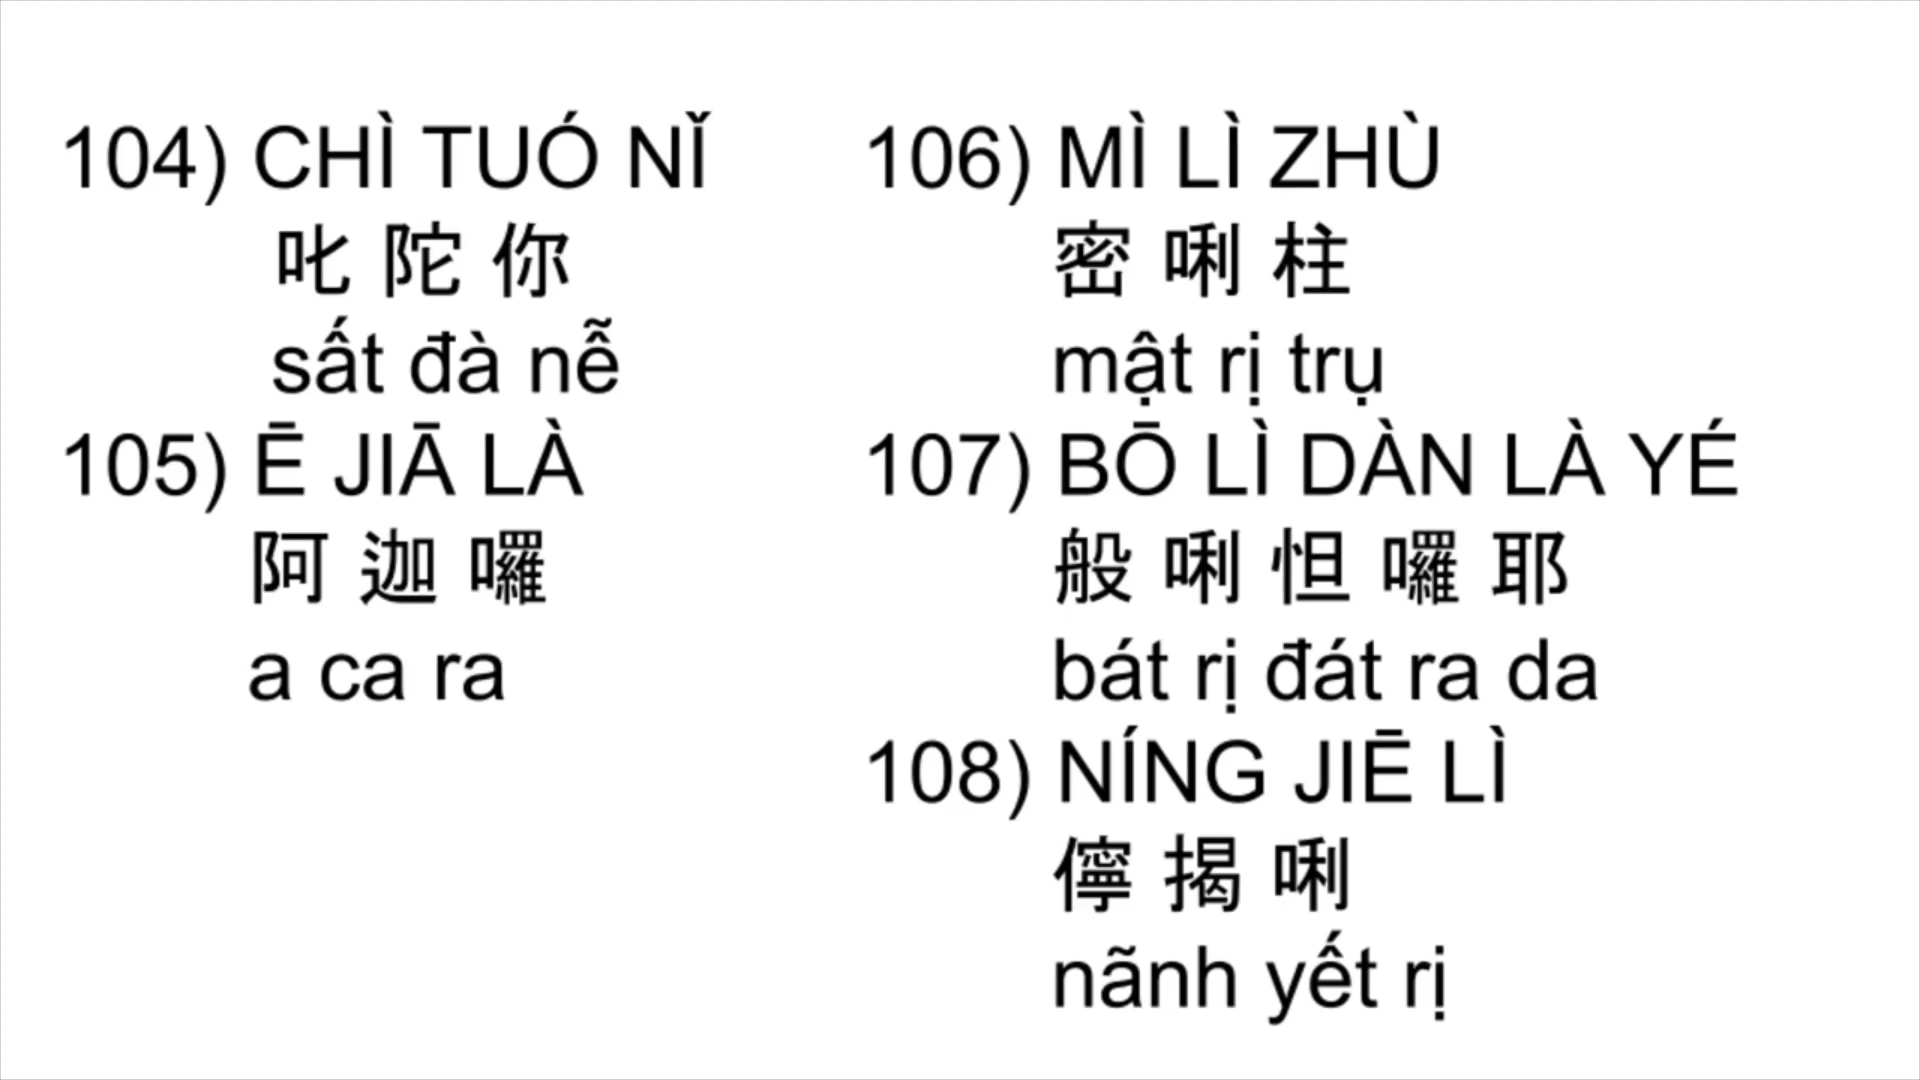 104) CHÌ TUÓ NǏ
叱 陀 你
sất đà nễ
105) Ē JIĀ LÀ
阿 迦 囉
a ca ra
106) MÌ LÌ ZHÙ
密 唎 柱
mật rị trụ
107) BŌ LÌ DÀN LÀ YÉ
般 唎 怛 囉 耶
bát rị đát ra da
108) NÍNG JIĒ LÌ
儜 揭 唎
nãnh yết rị